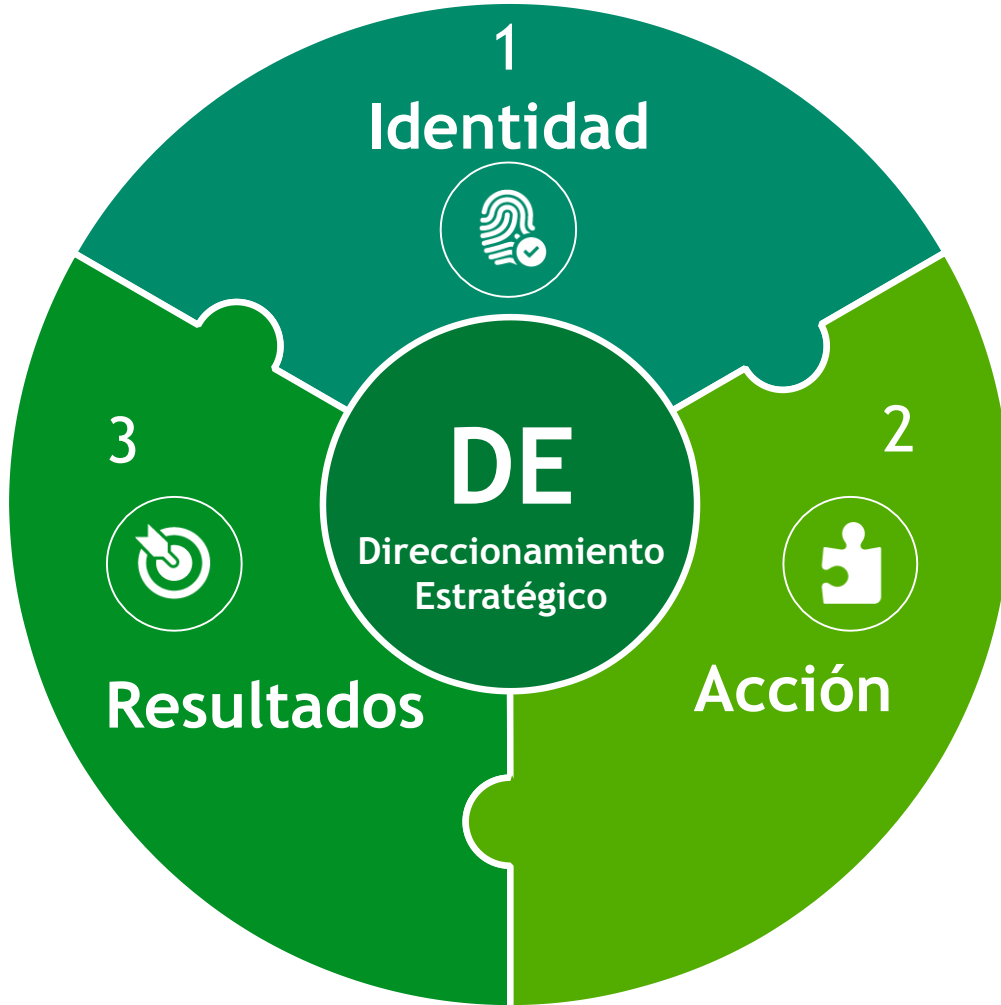 1
Identidad
DE
Direccionamiento
Estratégico
2
Acción
3
Resultados